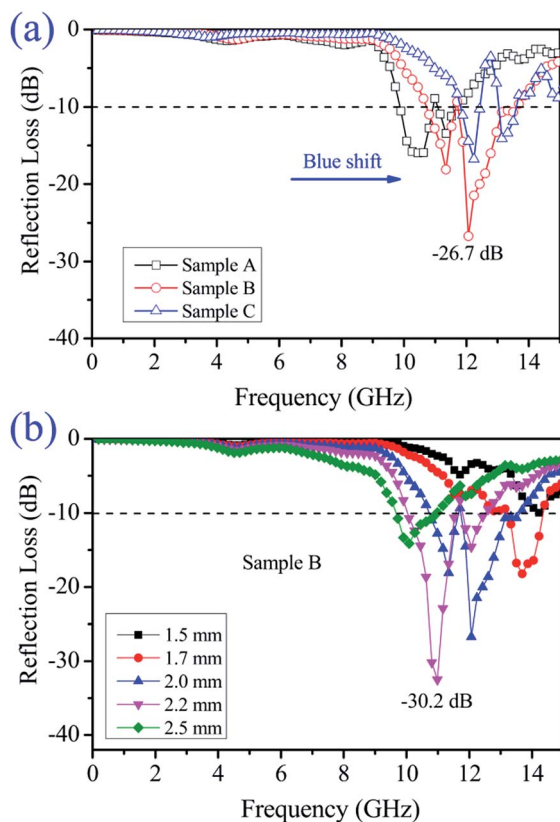 (a)
0
-10
-20
-30
-40
Reflection Loss (dB)
Blue shift
-26.7 dB
Sample A
Sample B
Sample C
0 2 4 6 8 10 12 14
Frequency (GHz)
(b)
0
-10
-20
-30
-40
Reflection Loss (dB)
Sample B
1.5 mm
1.7 mm
2.0 mm
2.2 mm
2.5 mm
-30.2 dB
0 2 4 6 8 10 12 14
Frequency (GHz)